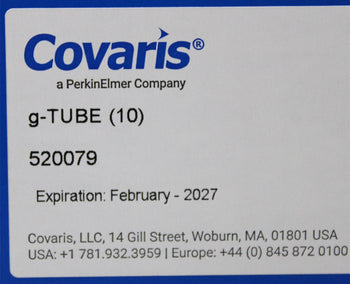 Covaris®
a PerkinElmer Company
g-TUBE (10)
520079
Expiration: February - 2027
Covaris, LLC, 14 Gill Street, Woburn, MA, 01801 USA
USA: +1 781.932.3959 | Europe: +44 (0) 845 872 0100